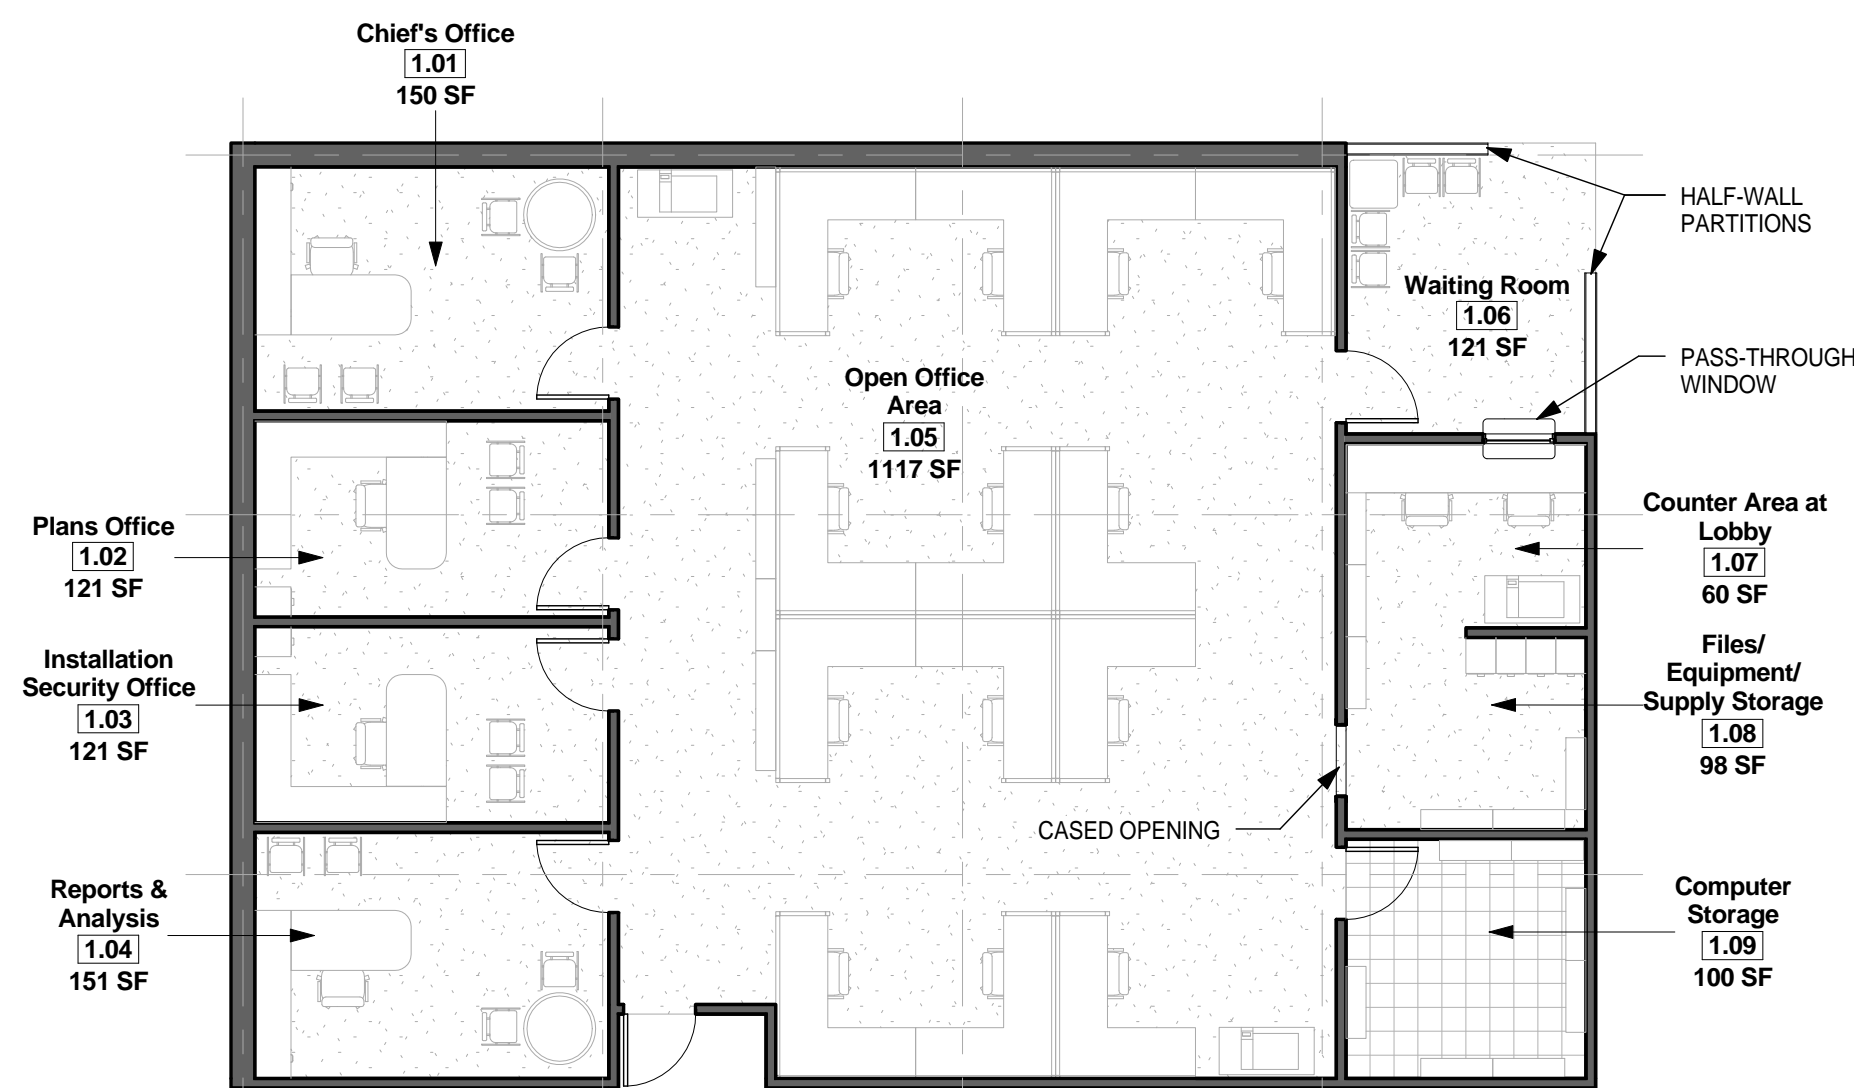 Chief's Office
1.01
150 SF
HALF-WALL
PARTITIONS
Waiting Room
1.06
121 SF
PASS-THROUGH
WINDOW
Open Office
Area
1.05
1117 SF
Plans Office
1.02
121 SF
Counter Area at
Lobby
1.07
60 SF
Installation
Security Office
1.03
121 SF
Files/
Equipment/
Supply Storage
1.08
98 SF
CASED OPENING
Reports &
Analysis
1.04
151 SF
Computer
Storage
1.09
100 SF